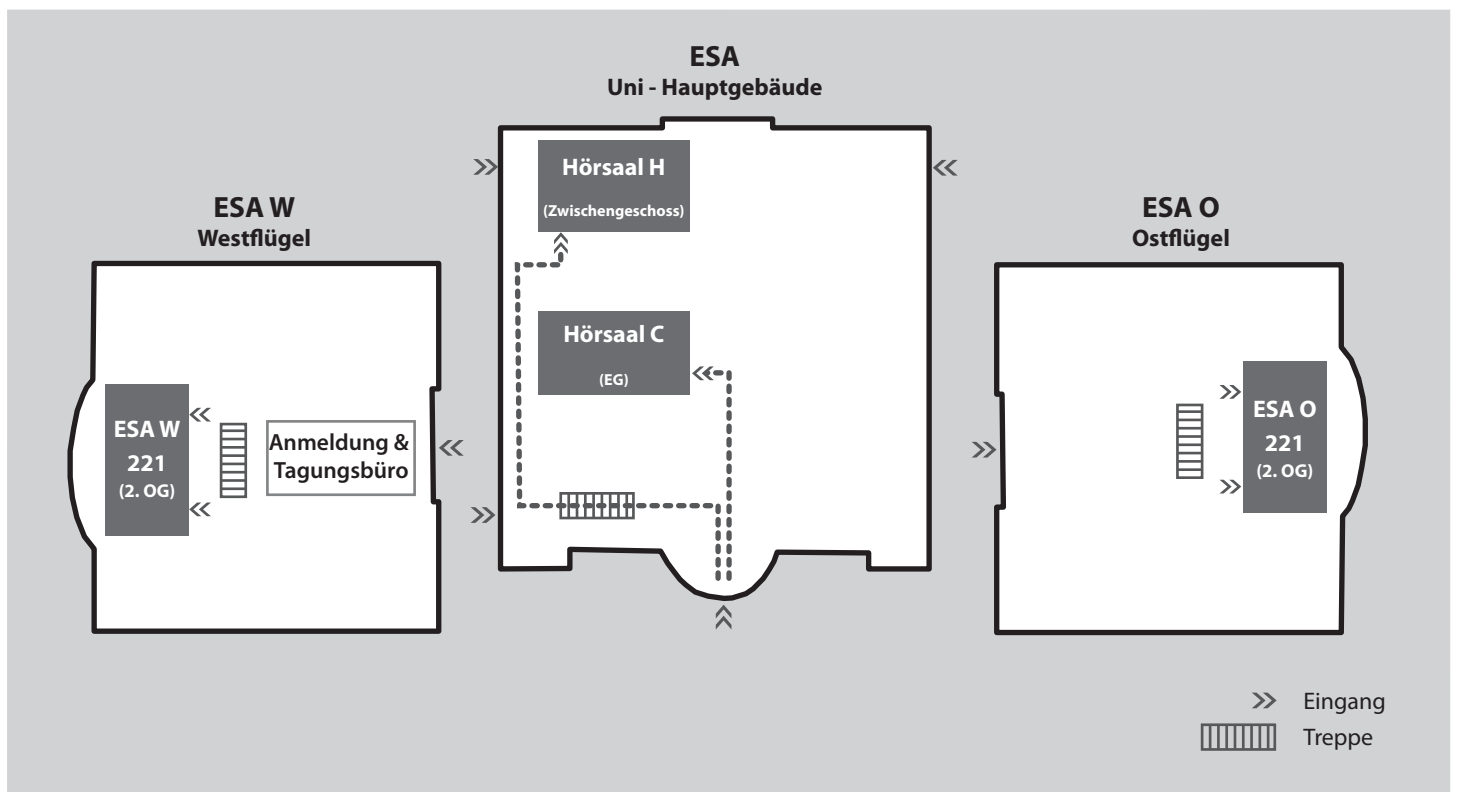 ESA
Uni - Hauptgebäude
Hörsaal H
(Zwischengeschoss)
Hörsaal C
(EG)
ESA W
Westflügel
ESA W
221
(2. OG)
Anmeldung &
Tagungsbüro
ESA O
Ostflügel
ESA O
221
(2. OG)
Eingang
Treppe